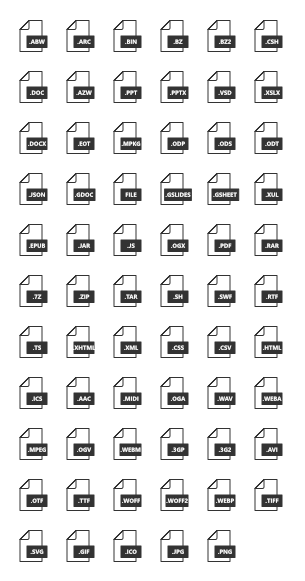 .ABW .ARC .BIN .BZ .BZ2 .CSH
.DOC .AZW .PPT .PPTX .VSD .XSLX
.DOCX .EOT .MPKG .ODP .ODS .ODT
.JSON .GDOC FILE .GSLIDES .GSHEET .XUL
.EPUB .JAR .JS .OGX .PDF .RAR
.7Z .ZIP .TAR .SH .SWF .RTF
.TS .XHTML .XML .CSS .CSV .HTML
.ICS .AAC .MIDI .OGA .WAV .WEBA
.MPEG .OGV .WEBM .3GP .3G2 .AVI
.OTF .TTF .WOFF .WOFF2 .WEBP .TIFF
.SVG .GIF .ICO .JPG .PNG